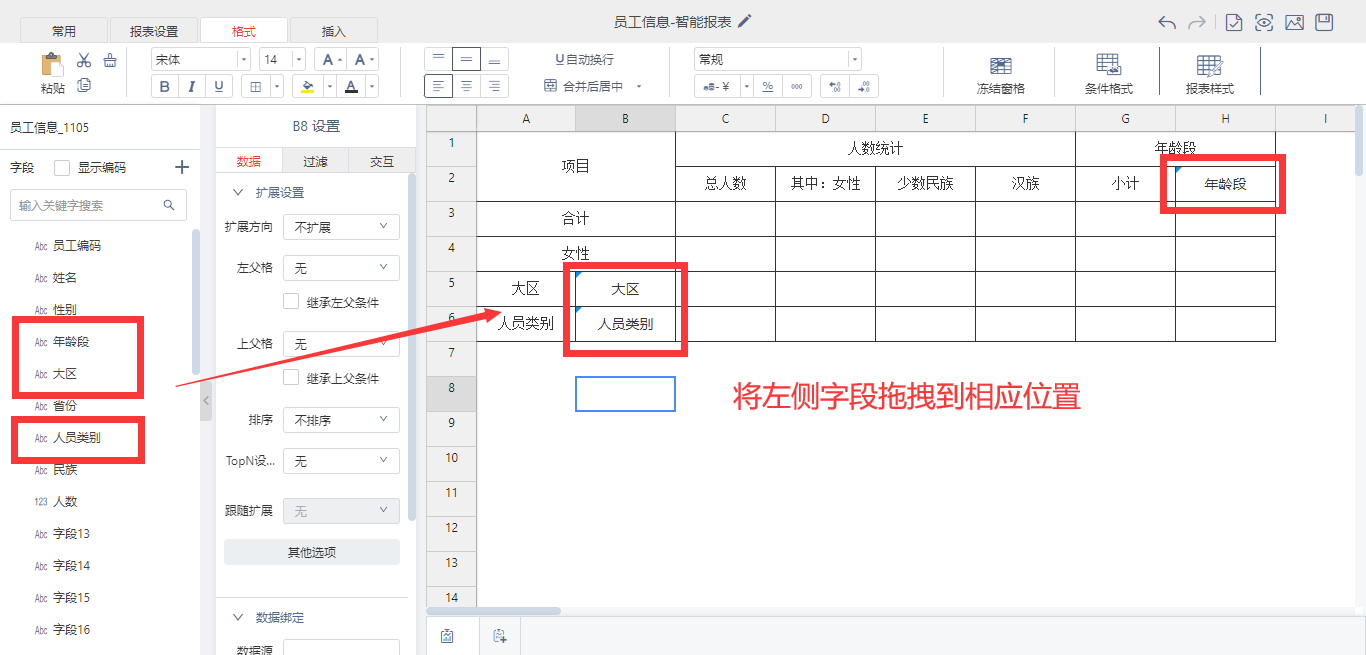 员工信息-智能报表
常用 报表设置 格式 插入
粘贴
宋体 14 A A
B I U A
U自动换行
合并后居中
常规
¥ % 000
冻结窗格 条件格式 报表样式
员工信息_1105
字段 显示编码 +
输入关键字搜索
Abc 员工编码
Abc 姓名
Abc 性别
Abc 年龄段
Abc 大区
Abc 省份
Abc 人员类别
Abc 民族
123 人数
Abc 字段13
Abc 字段14
Abc 字段15
Abc 字段16
B8 设置
数据 过滤 交互
扩展设置
扩展方向 不扩展
左父格 无
继承左父条件
上父格 无
继承上父条件
排序 不排序
TopN设... 无
跟随扩展 无
其他选项
数据绑定
数据源
A B C D E F G H I
1 项目 人数统计 年龄段
2 总人数 其中：女性 少数民族 汉族 小计 年龄段
3 合计
4 女性
5 大区 大区
6 人员类别 人员类别
7
8 将左侧字段拖拽到相应位置
9
10
11
12
13
14